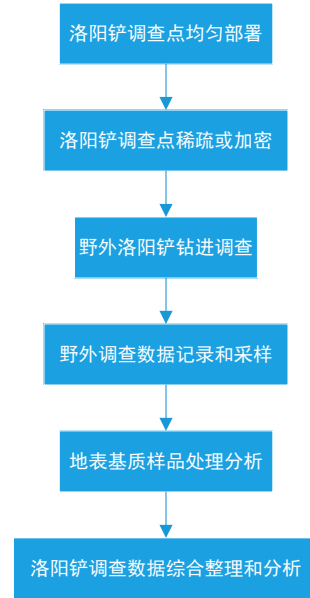 洛阳铲调查点均匀部署
洛阳铲调查点稀疏或加密
野外洛阳铲钻进调查
野外调查数据记录和采样
地表基质样品处理分析
洛阳铲调查数据综合整理和分析